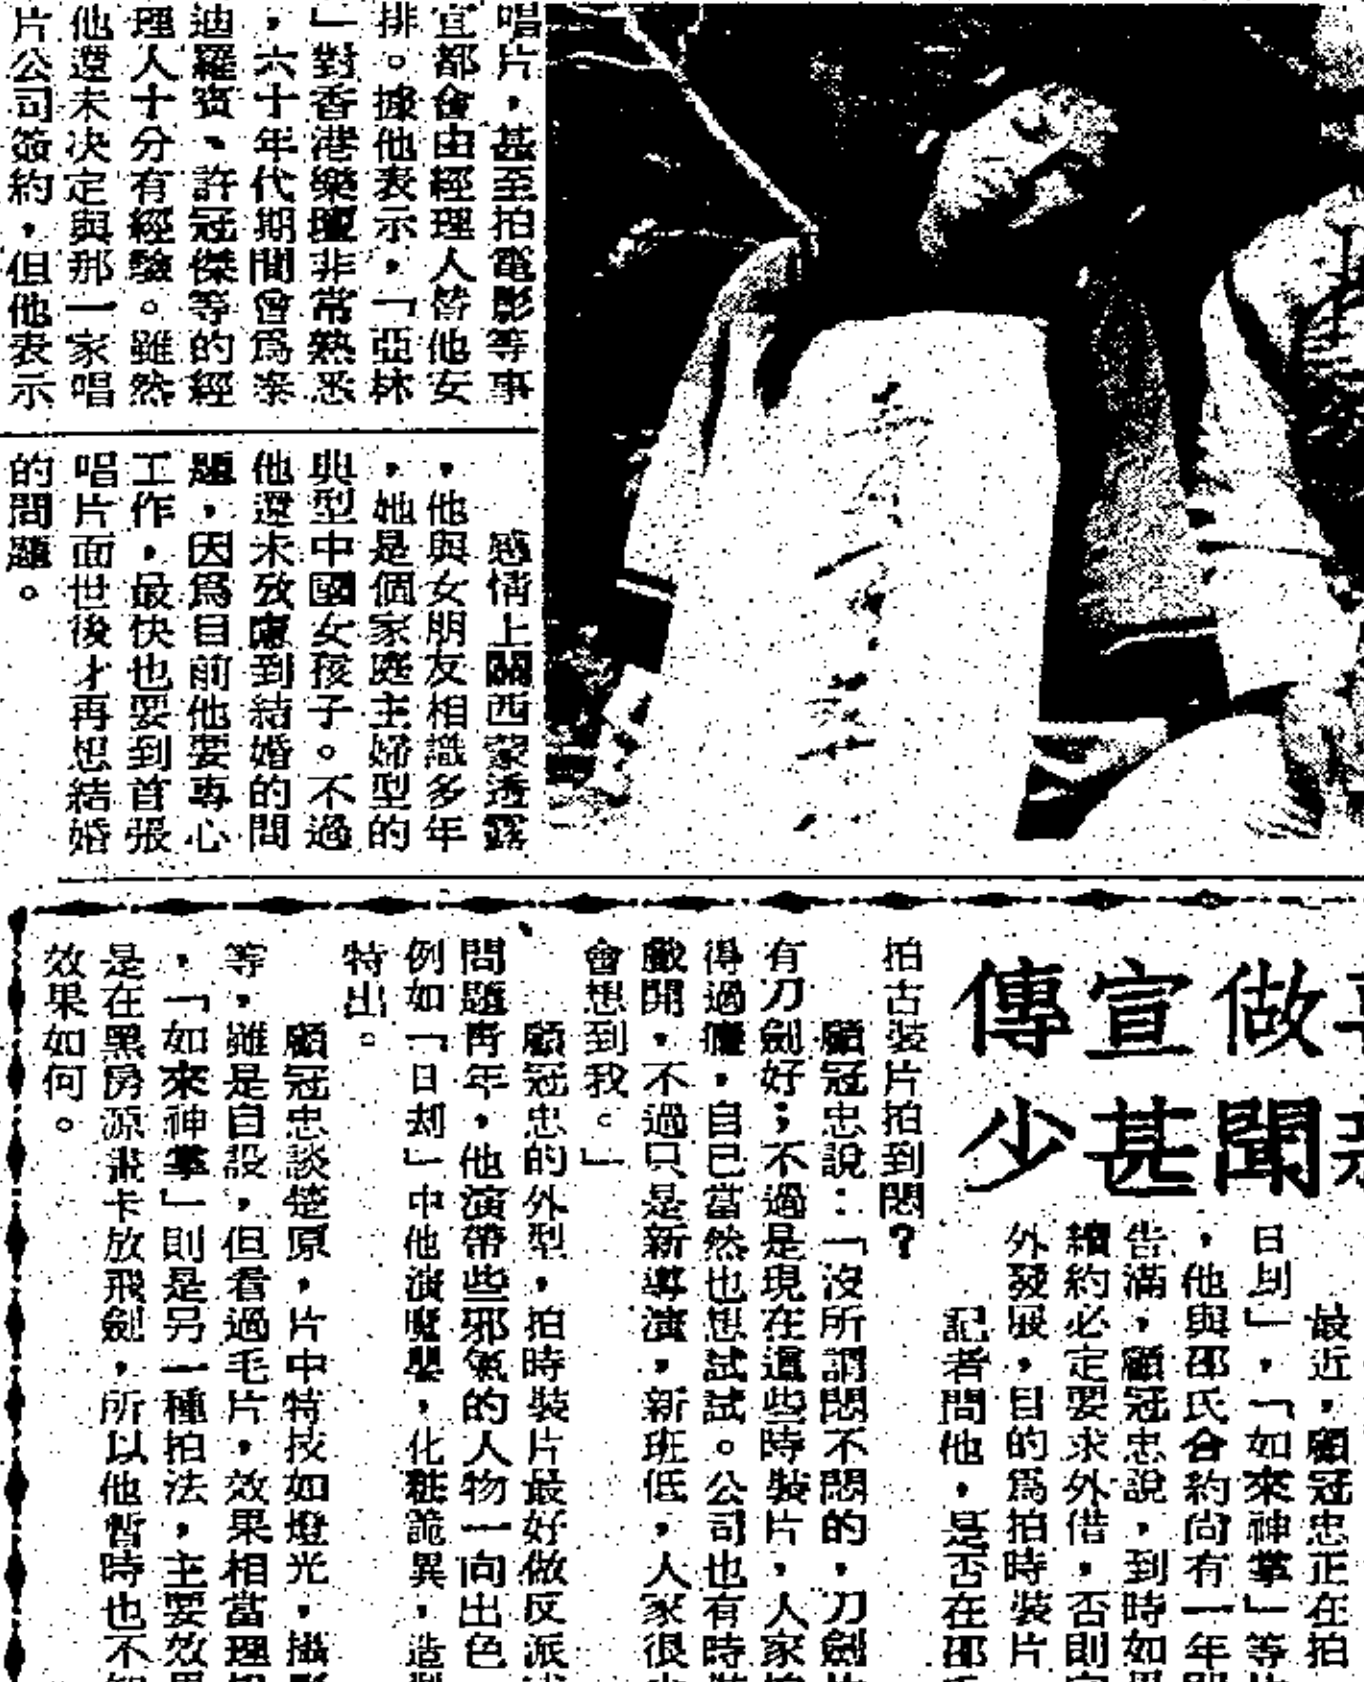 唱片，甚至拍電影等事
宜都會由經理人替他安
排。據他表示，「亞林
」對香港樂壇非常熟悉
，六十年代期間曾為泰
迪羅賓、許冠傑等的經
理人十分有經驗。雖然
他還未决定與那一家唱
片公司簽約，但他表示
感情上關西蒙透露
，他與女朋友相識多年
，她是個家庭主婦型的
典型中國女孩子。不過
他還未攷慮到結婚的問
題，因爲目前他要專心
工作，最快也要到首張
唱片面世後才再想結婚
的問題。
做宣傳
聞甚少
最近，顧冠忠正在拍
日劫」，「如來神掌」等
，他與邵氏合約尚有一年
告滿，顧冠忠說，到時如
續約必定要求外借，否則
外發展，目的爲拍時裝片
記者問他，是否在邵
拍古裝片拍到悶？
顧冠忠說：「沒所謂悶不悶的，刀劍
有刀劍好；不過是現在這些時裝片，人家
得過癮，自己當然也想試試。公司也有時
戲開，不過只是新導演，新班低，人家很
會想到我。」
顧冠忠的外型，拍時裝片最好做反派
問題青年，他演帶些邪氣的人物一向出色
例如「日劫」中他演魔嬰，化粧詭異，造
特出。
顧冠忠談楚原，片中特技如燈光，攝
等，雖是自設，但看過毛片，效果相當理
，「如來神掌」則是另一種拍法，主要效
是在黑房源畫卡放飛劍，所以他暫時也不
效果如何。